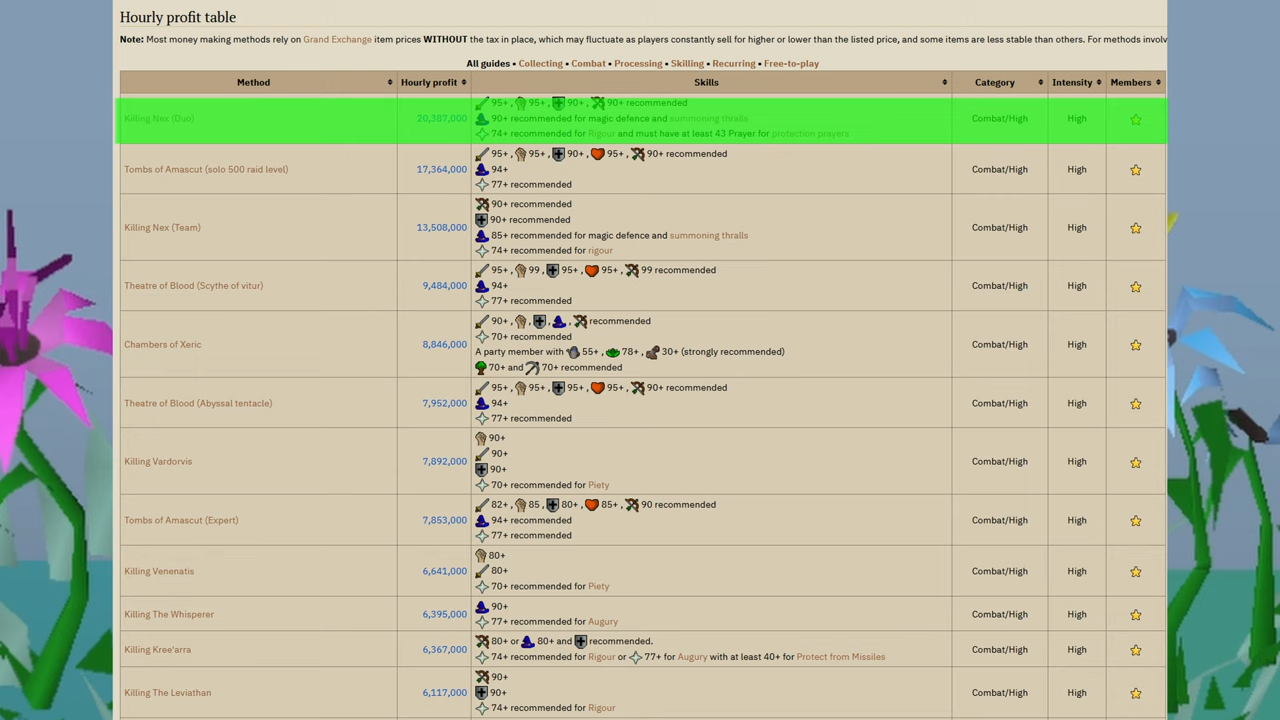 Hourly profit table
Note: Most money making methods rely on Grand Exchange item prices WITHOUT the tax in place, which may fluctuate as players constantly sell for higher or lower than the listed price, and some items are less stable than others. For methods involv
All guides • Collecting • Combat • Processing • Skilling • Recurring • Free-to-play
Method Hourly profit Skills Category Intensity Members
95+, 95+, 90+, 90+ recommended
Killing Nex (Duo) 20,387,000 90+ recommended for magic defence and summoning thralls Combat/High High
74+ recommended for Rigour and must have at least 43 Prayer for protection prayers
95+, 95+, 90+, 95+, 90+ recommended
Tombs of Amascut (solo 500 raid level) 17,364,000 94+ Combat/High High
77+ recommended
90+ recommended
90+ recommended
Killing Nex (Team) 13,508,000 Combat/High High
85+ recommended for magic defence and summoning thralls
74+ recommended for rigour
95+, 99, 95+, 95+, 99 recommended
Theatre of Blood (Scythe of vitur) 9,484,000 94+ Combat/High High
77+ recommended
90+, , , , recommended
70+ recommended
Chambers of Xeric 8,846,000 Combat/High High
A party member with 55+, 78+, 30+ (strongly recommended)
70+ and 70+ recommended
95+, 95+, 95+, 95+, 90+ recommended
Theatre of Blood (Abyssal tentacle) 7,952,000 94+ Combat/High High
77+ recommended
90+
90+
Killing Vardorvis 7,892,000 Combat/High High
90+
70+ recommended for Piety
82+, 85, 80+, 85+, 90 recommended
Tombs of Amascut (Expert) 7,853,000 94+ recommended Combat/High High
77+ recommended
80+
Killing Venenatis 6,641,000 80+ Combat/High High
70+ recommended for Piety
90+
Killing The Whisperer 6,395,000 Combat/High High
77+ recommended for Augury
80+ or 80+ and recommended.
Killing Kree'arra 6,367,000 Combat/High High
74+ recommended for Rigour or 77+ for Augury with at least 40+ for Protect from Missiles
90+
Killing The Leviathan 6,117,000 90+ Combat/High High
74+ recommended for Rigour